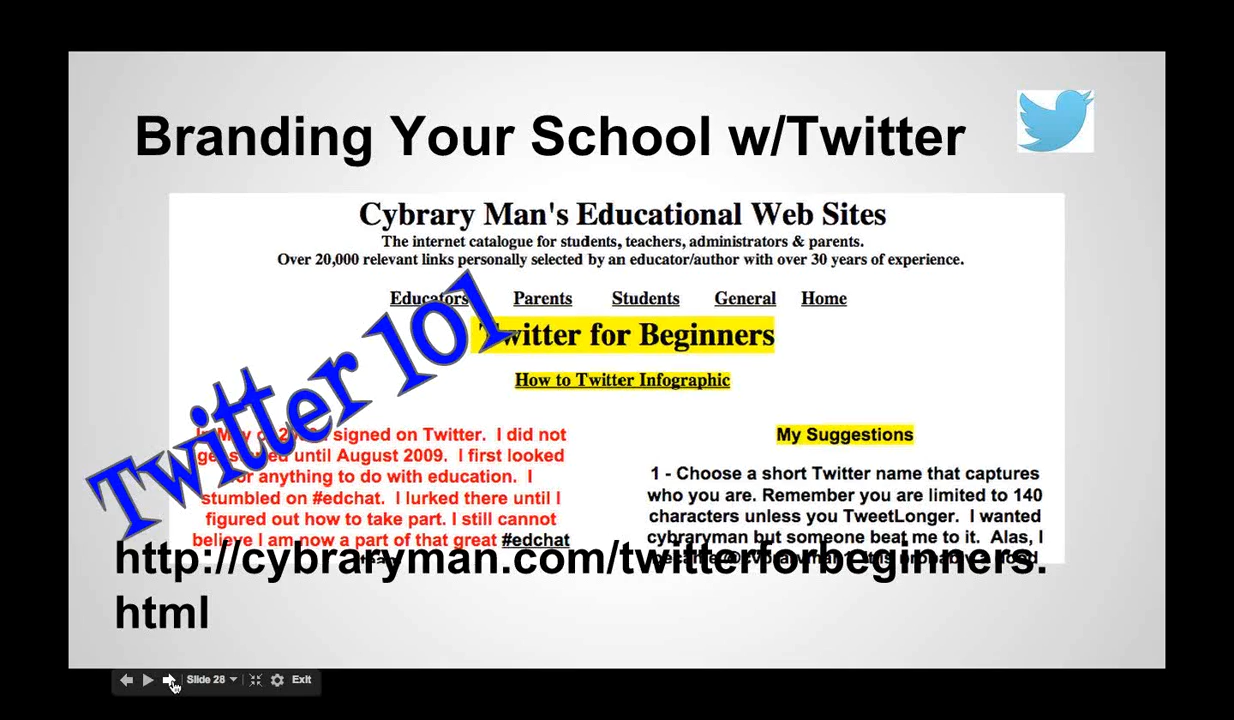 Branding Your School w/Twitter
Cybrary Man's Educational Web Sites
The internet catalogue for students, teachers, administrators & parents.
Over 20,000 relevant links personally selected by an educator/author with over 30 years of experience.
Educators Parents Students General Home
Twitter for Beginners
How to Twitter Infographic
Twitter 101
signed on Twitter. I did not
until August 2009. I first looked
for anything to do with education. I
stumbled on #edchat. I lurked there until I
figured out how to take part. I still cannot
believe I am now a part of that great #edchat
My Suggestions
1 - Choose a short Twitter name that captures
who you are. Remember you are limited to 140
characters unless you TweetLonger. I wanted
cybraryman but someone beat me to it. Alas, I
http://cybraryman.com/twitterforbeginners.
html
Slide 28 Exit